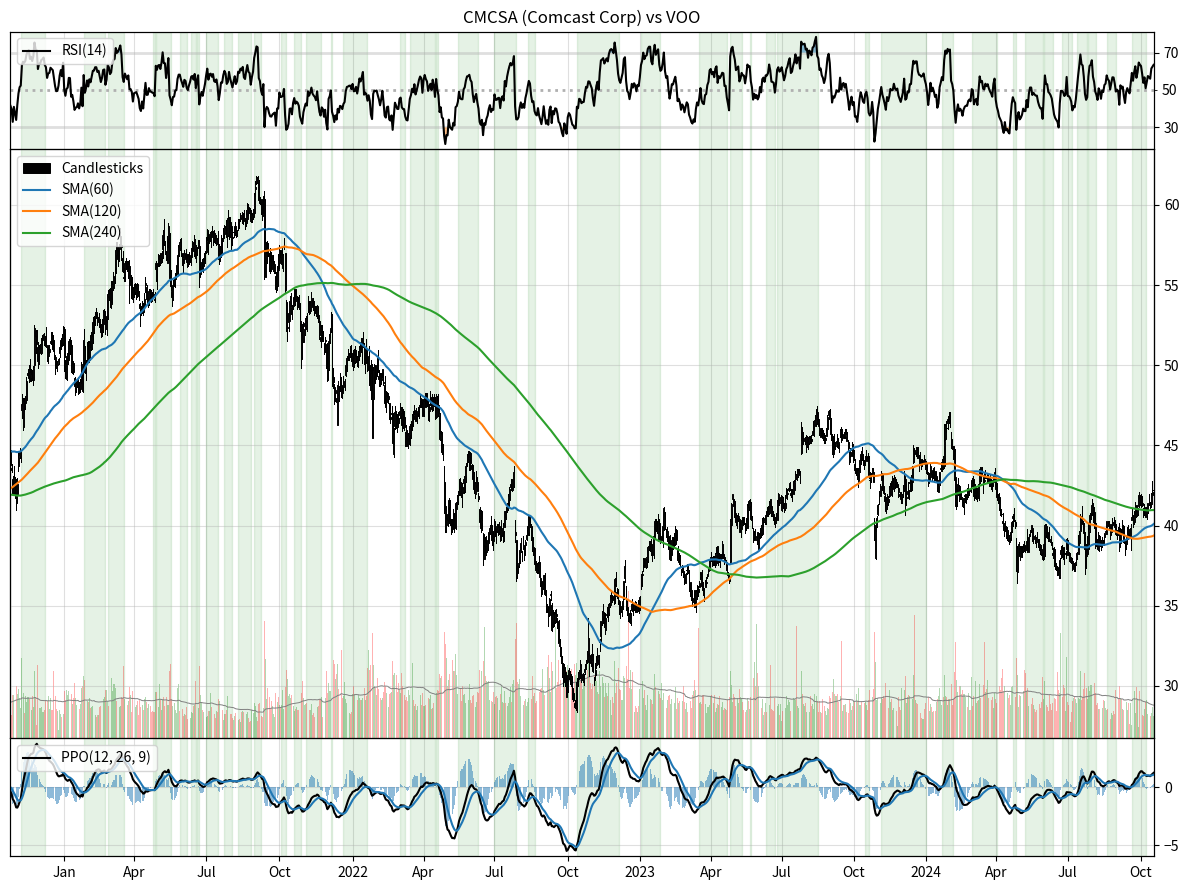 CMCSA (Comcast Corp) vs VOO
RSI(14)
70
50
30
Candlesticks
SMA(60)
SMA(120)
SMA(240)
60
55
50
45
40
35
30
PPO(12, 26, 9)
0
−5
Jan Apr Jul Oct 2022 Apr Jul Oct 2023 Apr Jul Oct 2024 Apr Jul Oct